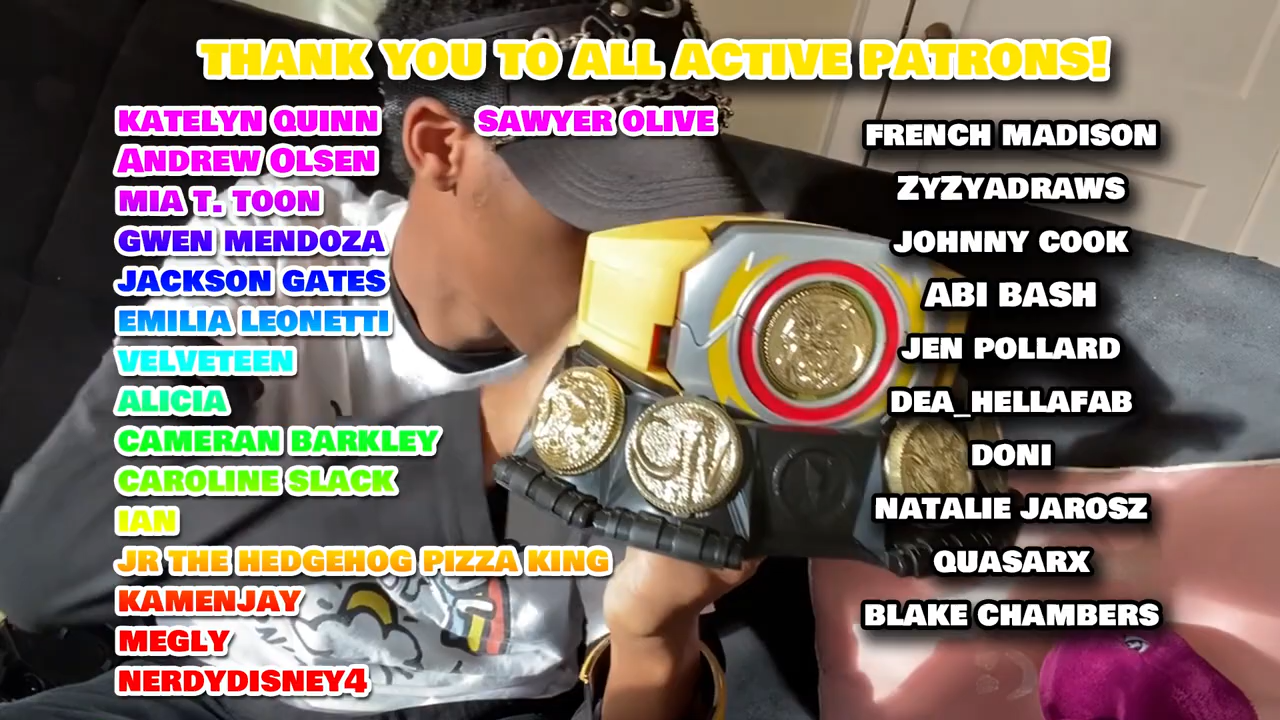 THANK YOU TO ALL ACTIVE PATRONS!
KATELYN QUINN
ANDREW OLSEN
MIA T. TOON
GWEN MENDOZA
JACKSON GATES
EMILIA LEONETTI
VELVETEEN
ALICIA
CAMERAN BARKLEY
CAROLINE SLACK
IAN
JR THE HEDGEHOG PIZZA KING
KAMENJAY
MEGLY
NERDYDISNEY4
SAWYER OLIVE
FRENCH MADISON
ZYZYADRAWS
JOHNNY COOK
ABI BASH
JEN POLLARD
DEA_HELLAFAB
DONI
NATALIE JAROSZ
QUASARX
BLAKE CHAMBERS